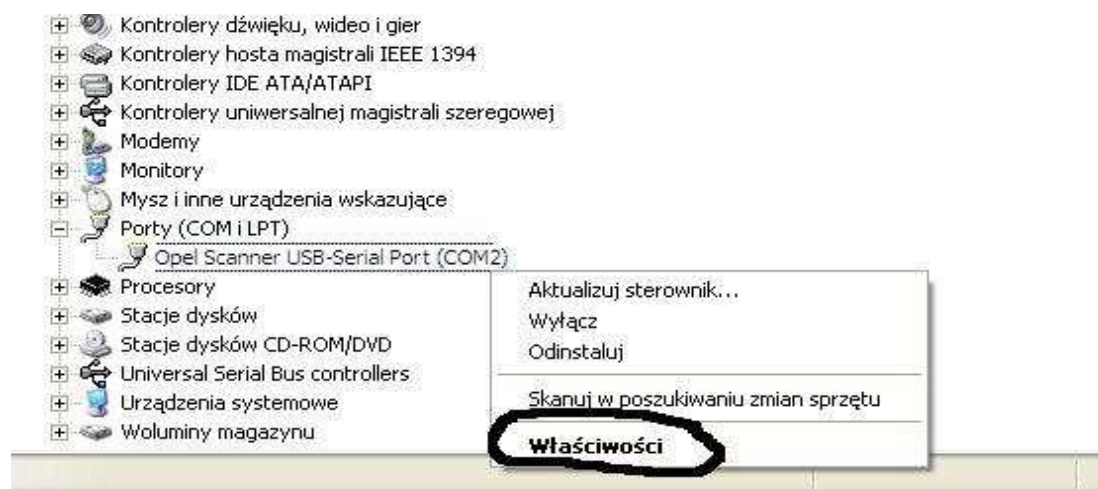 Kontrolery dźwięku, wideo i gier
Kontrolery hosta magistrali IEEE 1394
Kontrolery IDE ATA/ATAPI
Kontrolery uniwersalnej magistrali szeregowej
Modemy
Monitory
Mysz i inne urządzenia wskazujące
Porty (COM i LPT)
Opel Scanner USB-Serial Port (COM2)
Procesory
Stacje dysków
Stacje dysków CD-ROM/DVD
Universal Serial Bus controllers
Urządzenia systemowe
Woluminy magazynu
Aktualizuj sterownik...
Wyłącz
Odinstaluj
Skanuj w poszukiwaniu zmian sprzętu
Właściwości